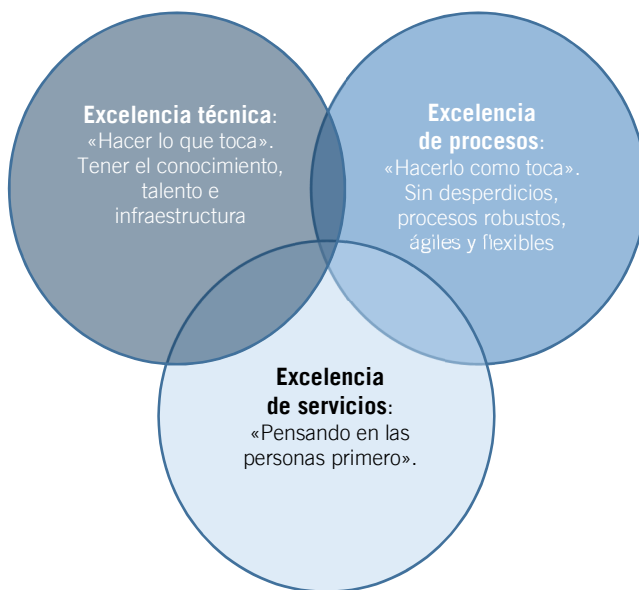 Excelencia técnica:
«Hacer lo que toca».
Tener el conocimiento,
talento e
infraestructura
Excelencia
de procesos:
«Hacerlo como toca».
Sin desperdicios,
procesos robustos,
ágiles y flexibles
Excelencia
de servicios:
«Pensando en las
personas primero».